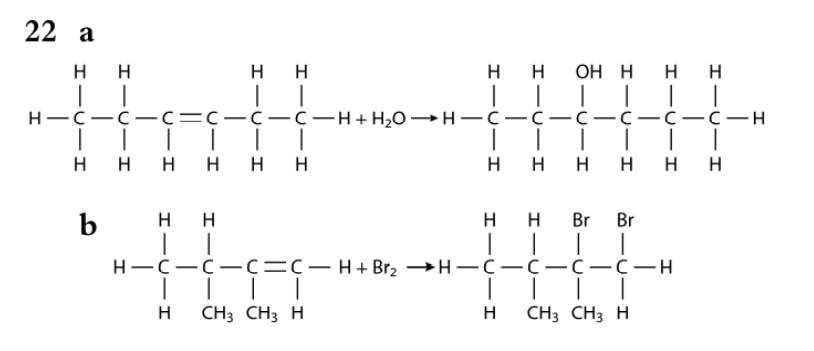 22 a
H H H H H H OH H H H
H—C—C—C=C—C—C—H + H₂O → H—C—C—C—C—C—C—H
H H H H H H H H H H H H
b H H H H Br Br
H—C—C—C=C—H + Br₂ → H—C—C—C—C—H
H CH₃ CH₃ H H CH₃ CH₃ H